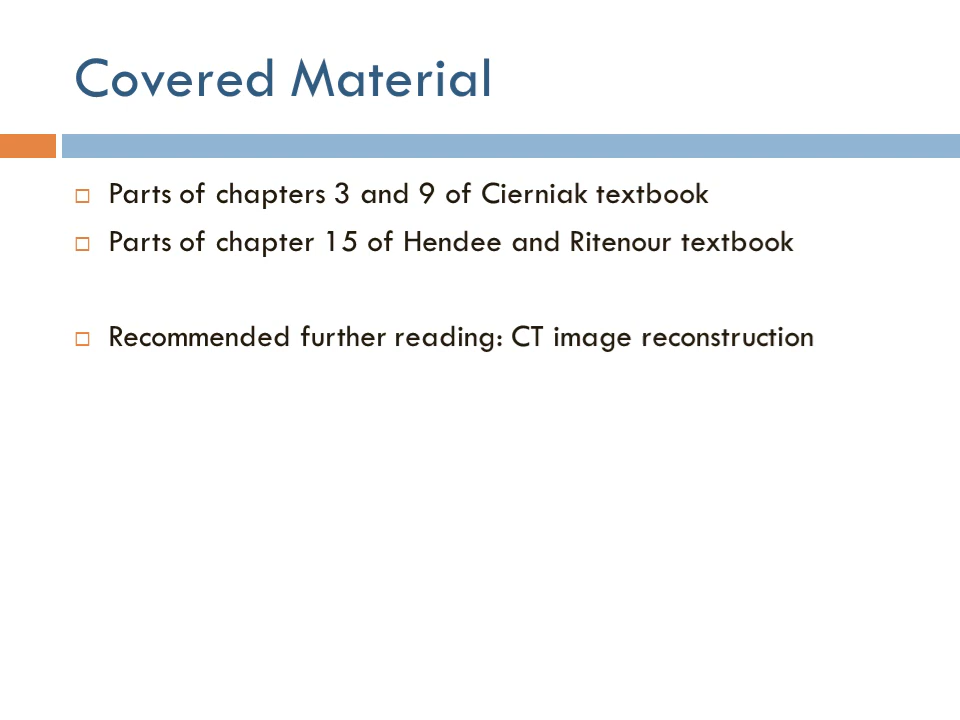 Covered Material
Parts of chapters 3 and 9 of Cierniak textbook
Parts of chapter 15 of Hendee and Ritenour textbook
Recommended further reading: CT image reconstruction